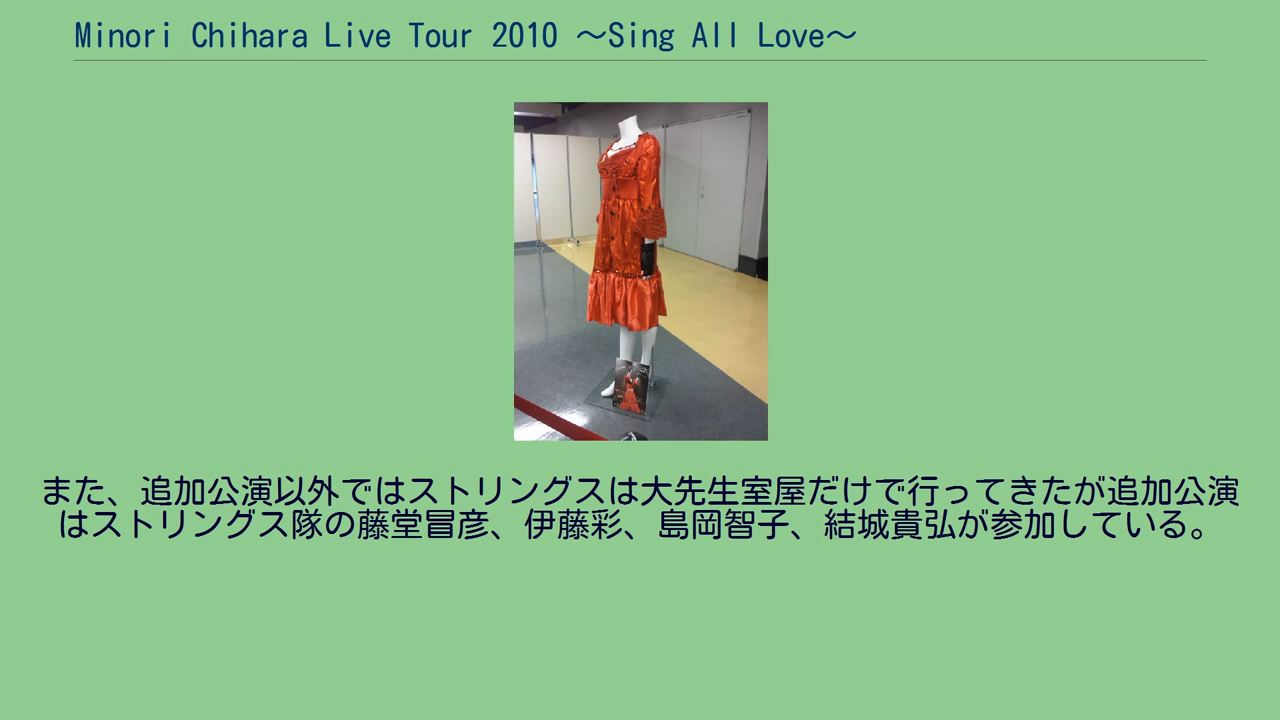 Minori Chihara Live Tour 2010 ～Sing All Love～
また、追加公演以外ではストリングスは大先生室屋だけで行ってきたが追加公演
はストリングス隊の藤堂昌彦、伊藤彩、島岡智子、結城貴弘が参加している。